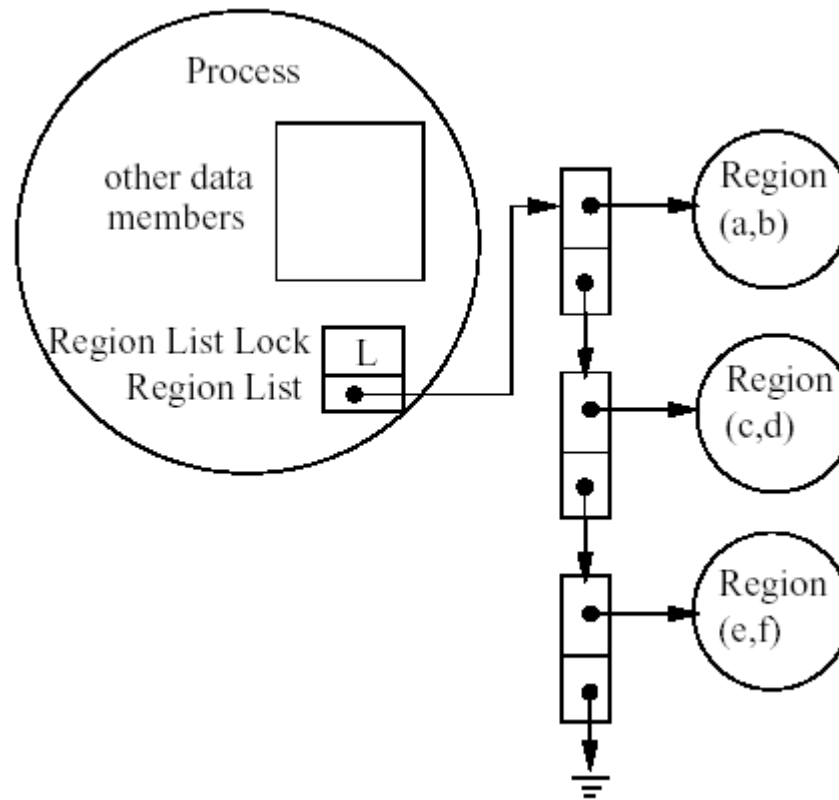 Process
other data
members
Region List Lock
L
Region List
Region
(a,b)
Region
(c,d)
Region
(e,f)